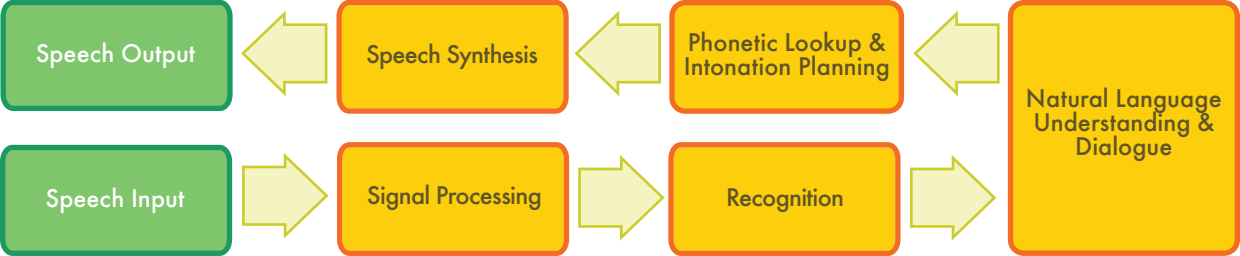 Speech Output
Speech Synthesis
Phonetic Lookup &
Intonation Planning
Natural Language
Understanding &
Dialogue
Speech Input
Signal Processing
Recognition